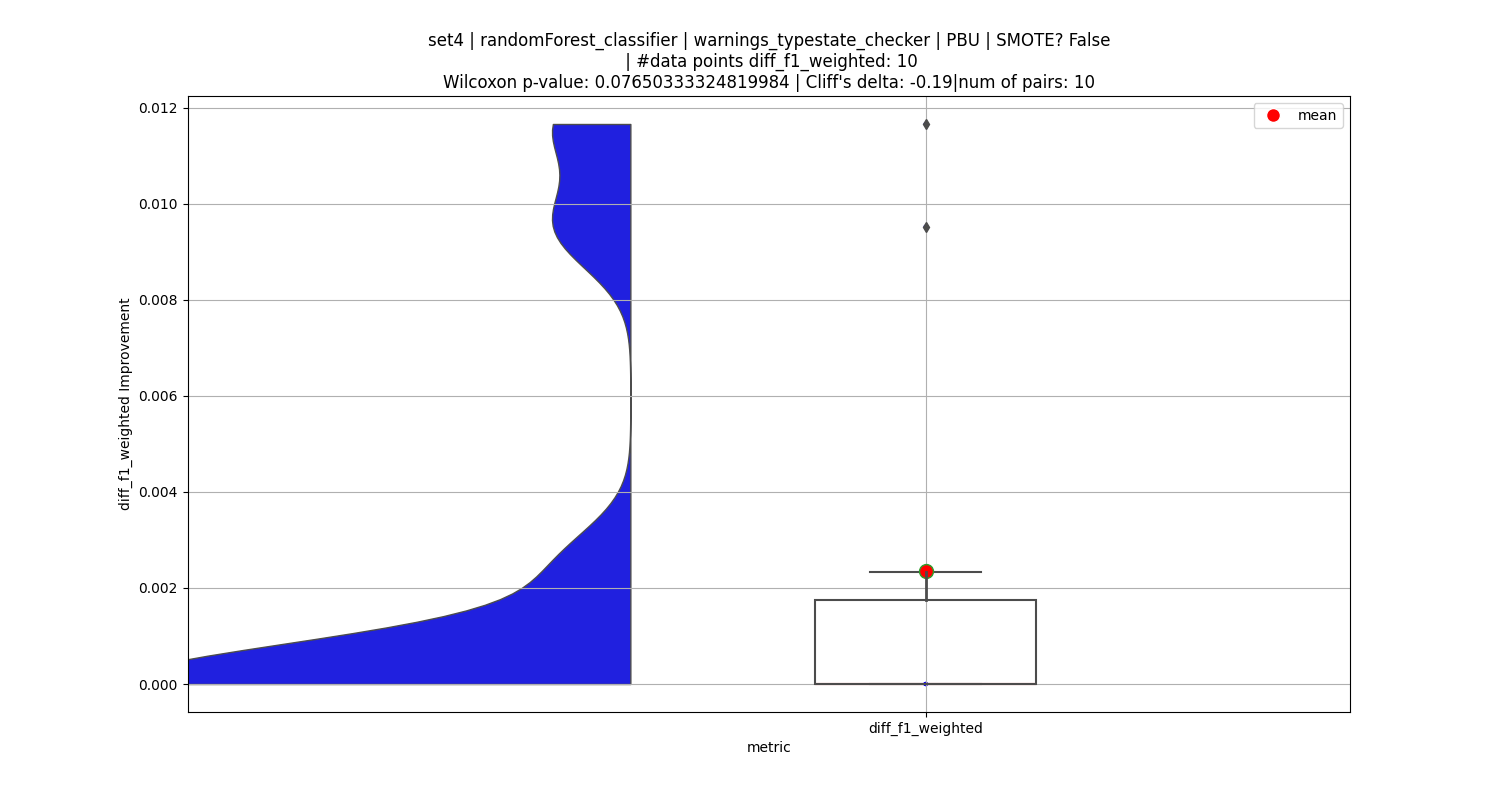 set4 | randomForest_classifier | warnings_typestate_checker | PBU | SMOTE? False
| #data points diff_f1_weighted: 10
Wilcoxon p-value: 0.07650333324819984 | Cliff's delta: -0.19|num of pairs: 10
mean
0.012
0.010
0.008
0.006
0.004
0.002
0.000
diff_f1_weighted Improvement
diff_f1_weighted
metric